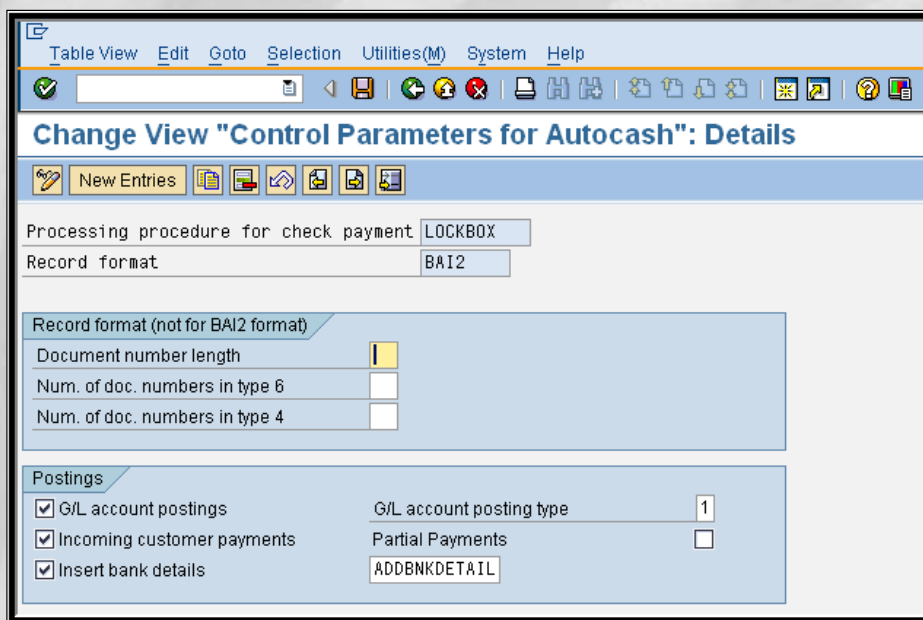 Table View Edit Goto Selection Utilities(M) System Help
Change View "Control Parameters for Autocash": Details
New Entries
Processing procedure for check payment LOCKBOX
Record format BAI2
Record format (not for BAI2 format)
Document number length
Num. of doc. numbers in type 6
Num. of doc. numbers in type 4
Postings
G/L account postings G/L account posting type 1
Incoming customer payments Partial Payments
Insert bank details ADDBNKDETAIL